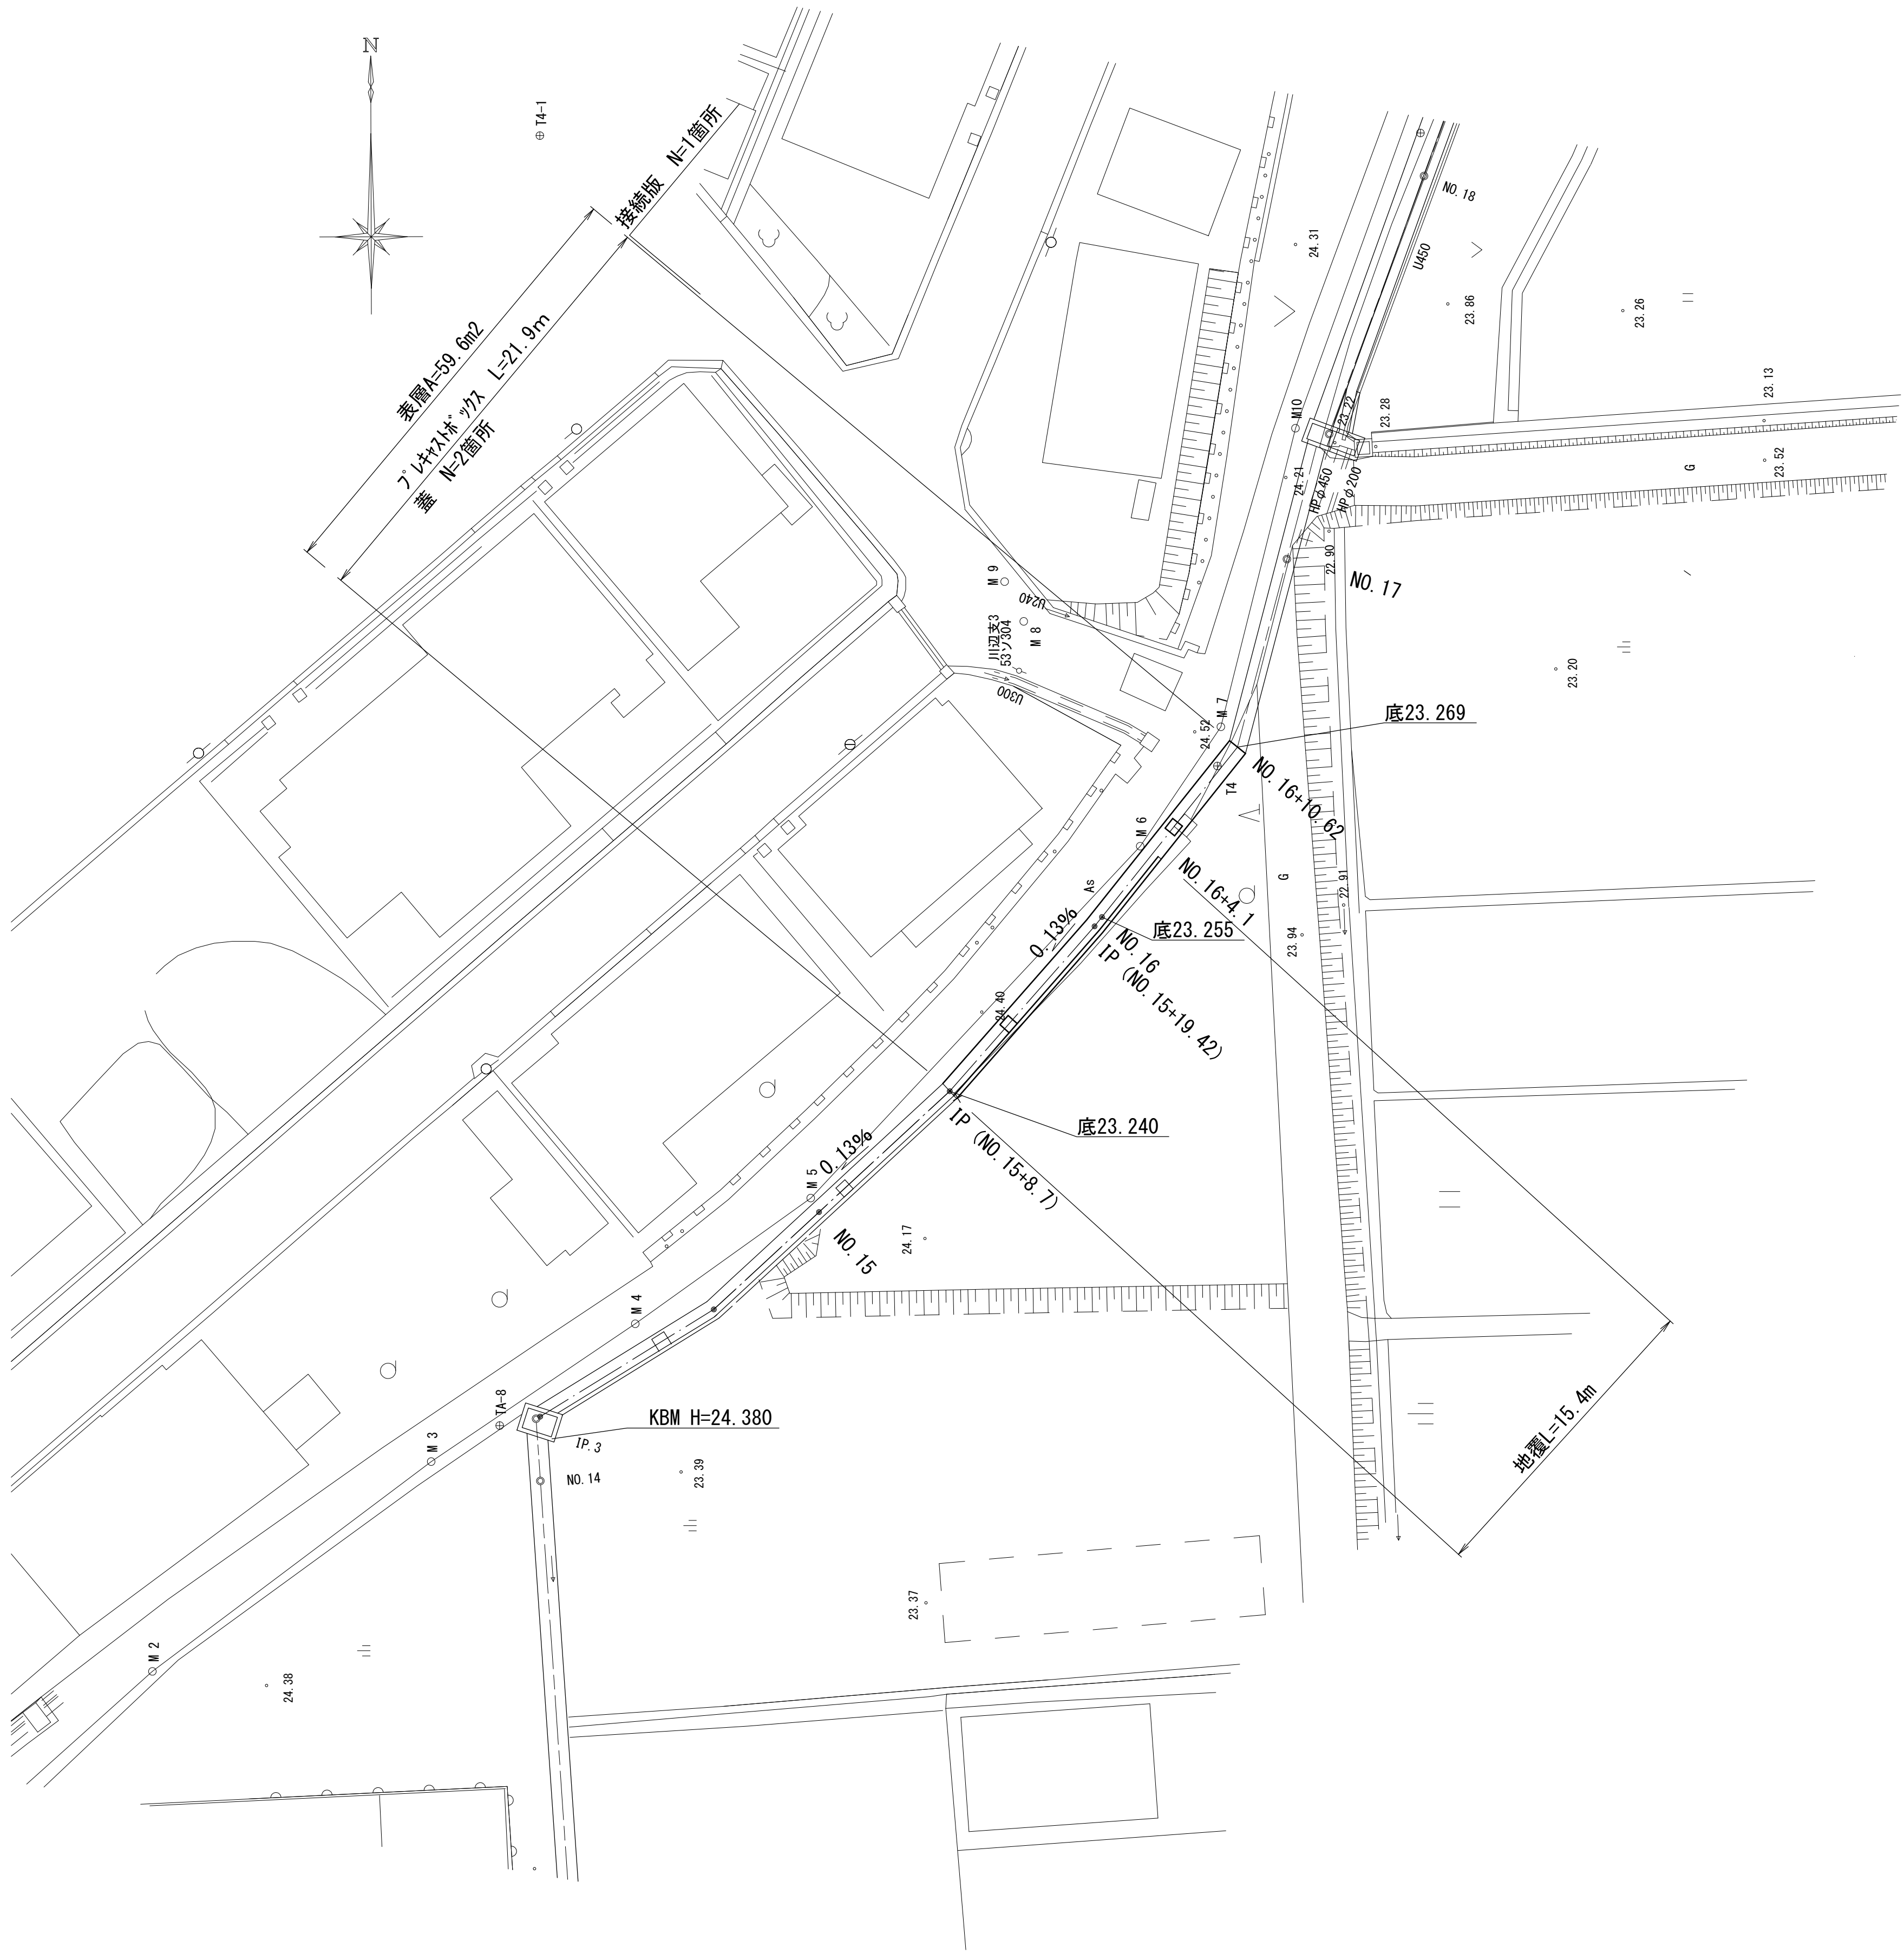 N
T4-1
接続版 N=1箇所
表層A=59.6m2
プレキャストボックス L=21.9m
蓋 N=2箇所
NO.18
U450
24.31
23.86
23.26
23.13
M10
23.22
23.28
24.21
HPφ450
HPφ200
G
23.52
22.90
NO.17
M 9
U240
川辺支3
53ソ304
M 8
U300
23.20
M 7
24.52
底23.269
T4
NO.16+10.62
M 6
NO.16+4.1
As
G
22.91
0.13%
底23.255
23.94
NO.16
IP (NO.15+19.42)
24.40
底23.240
IP (NO.15+8.7)
0.13%
M 5
NO.15
24.17
M 4
地覆L=15.4m
TA-8
KBM H=24.380
IP.3
M 3
NO.14
23.39
23.37
M 2
24.38